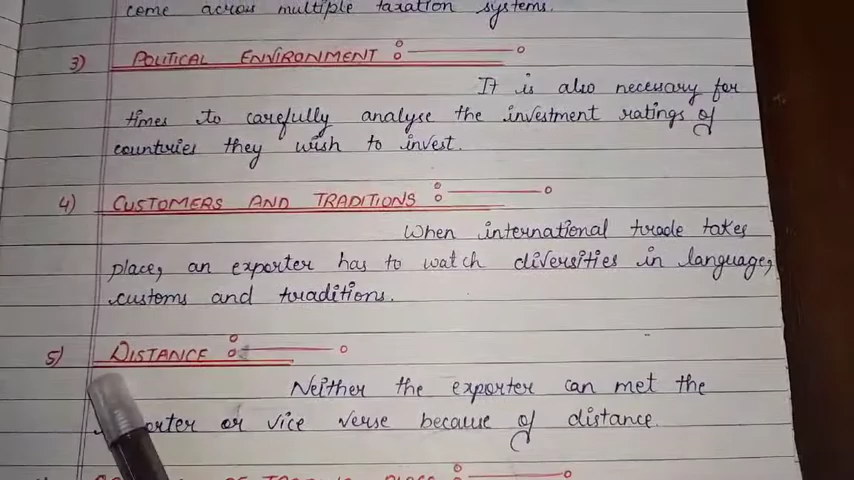 come across multiple taxation systems.
3) POLITICAL ENVIRONMENT :
It is also necessary for
times to carefully analyse the investment ratings of
countries they wish to invest.
4) CUSTOMERS AND TRADITIONS :
When international trade takes
place, an exporter has to watch diversities in language,
customs and traditions.
5) DISTANCE :
Neither the exporter can met the
or vice verse because of distance.